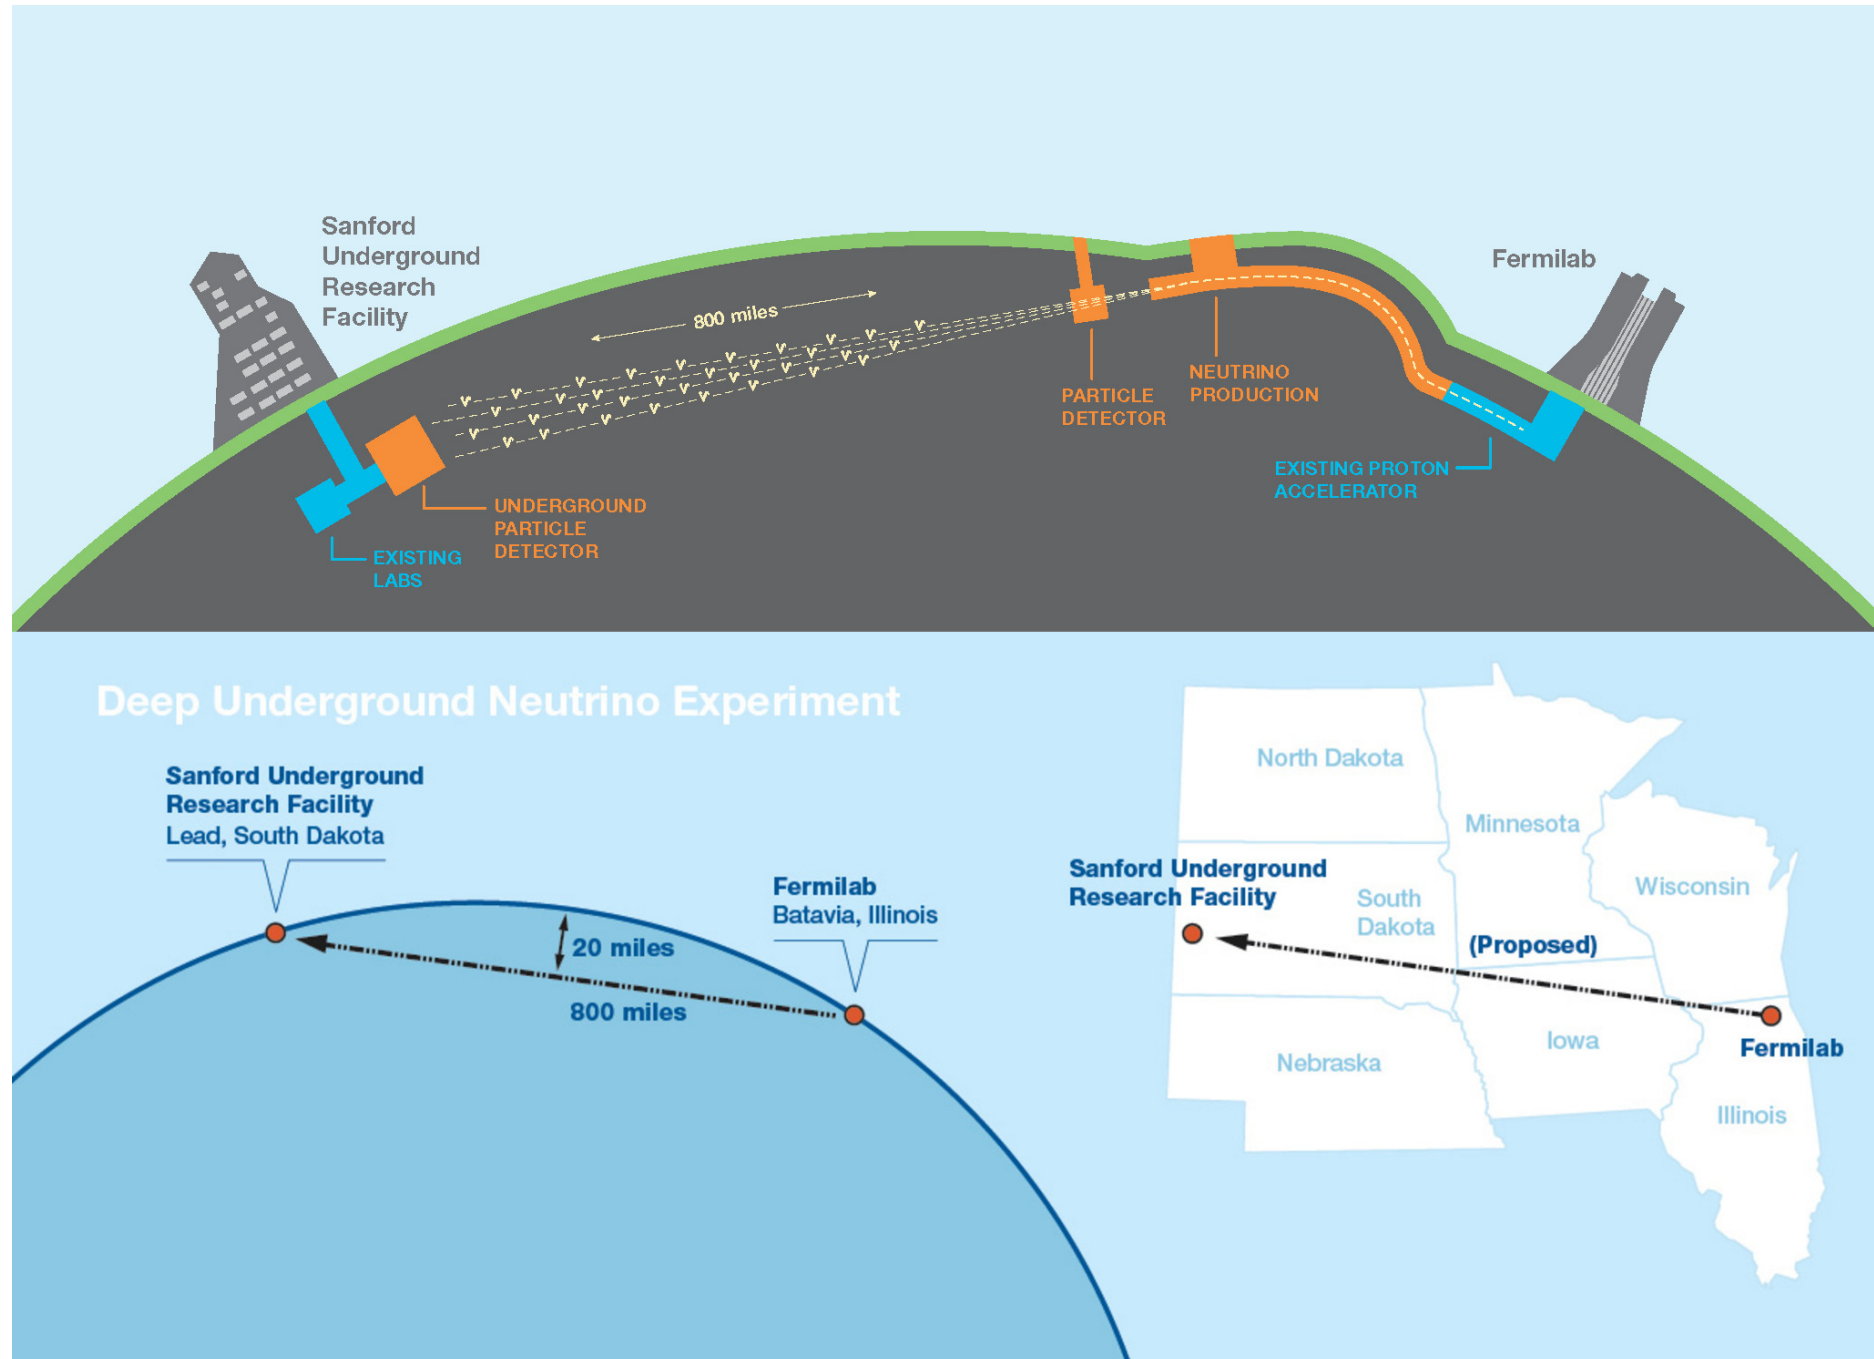 Sanford
Underground
Research
Facility
Fermilab
800 miles
PARTICLE
DETECTOR
NEUTRINO
PRODUCTION
EXISTING PROTON
ACCELERATOR
UNDERGROUND
PARTICLE
DETECTOR
EXISTING
LABS
Deep Underground Neutrino Experiment
Sanford Underground
Research Facility
Lead, South Dakota
Fermilab
Batavia, Illinois
20 miles
800 miles
North Dakota
Minnesota
Sanford Underground
Research Facility
South
Dakota
Wisconsin
(Proposed)
Iowa
Fermilab
Nebraska
Illinois